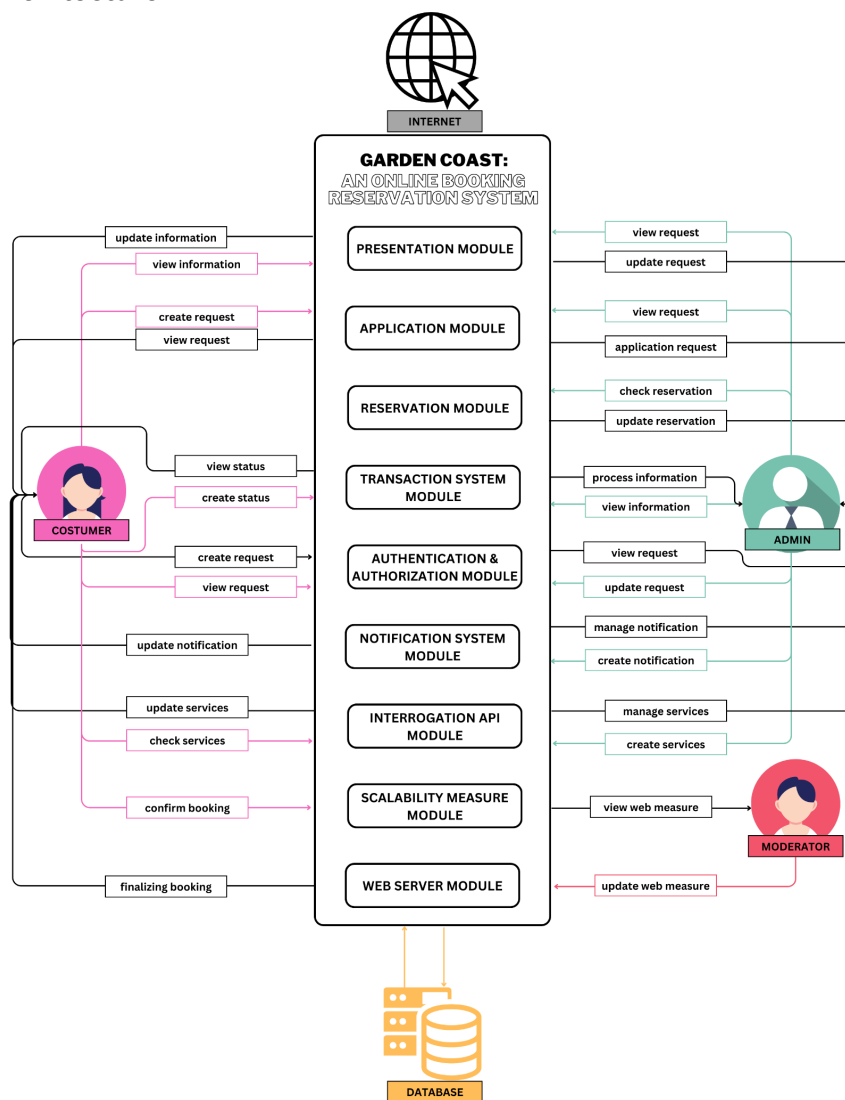 INTERNET
GARDEN COAST:
AN ONLINE BOOKING
RESERVATION SYSTEM
update information
view information
create request
view request
view status
create status
COSTUMER
create request
view request
update notification
update services
check services
confirm booking
finalizing booking
PRESENTATION MODULE
APPLICATION MODULE
RESERVATION MODULE
TRANSACTION SYSTEM
MODULE
AUTHENTICATION &
AUTHORIZATION MODULE
NOTIFICATION SYSTEM
MODULE
INTERROGATION API
MODULE
SCALABILITY MEASURE
MODULE
WEB SERVER MODULE
view request
update request
view request
application request
check reservation
update reservation
process information
view information
ADMIN
view request
update request
manage notification
create notification
manage services
create services
view web measure
MODERATOR
update web measure
DATABASE